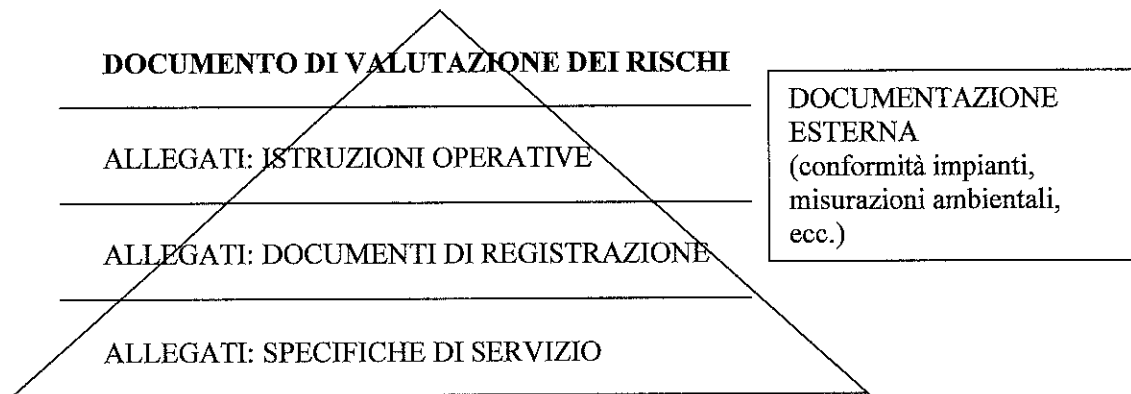 DOCUMENTO DI VALUTAZIONE DEI RISCHI
ALLEGATI: ISTRUZIONI OPERATIVE
ALLEGATI: DOCUMENTI DI REGISTRAZIONE
ALLEGATI: SPECIFICHE DI SERVIZIO
DOCUMENTAZIONE
ESTERNA
(conformità impianti,
misurazioni ambientali,
ecc.)